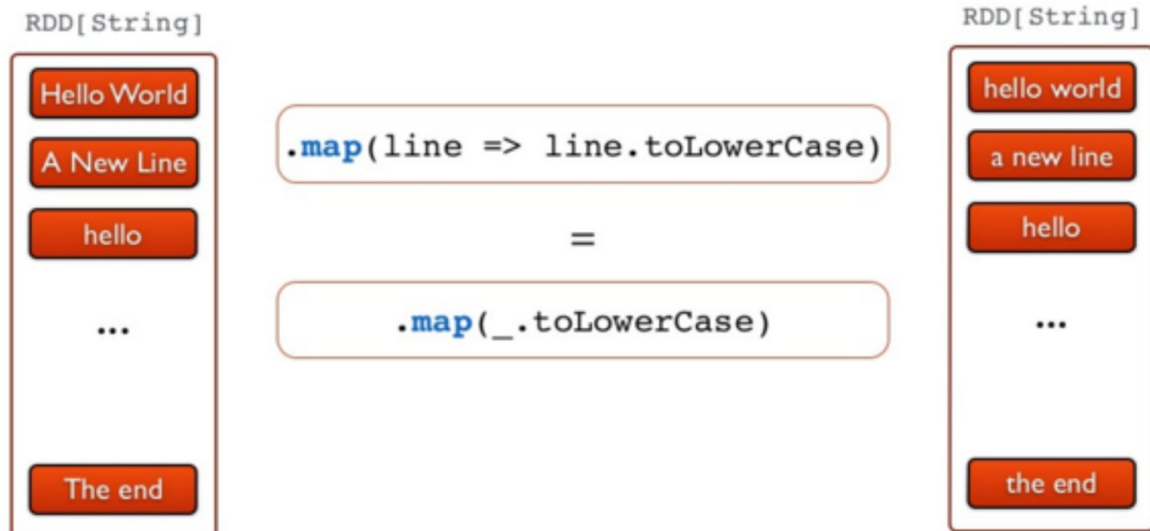 RDD[String]
Hello World
A New Line
hello
...
The end
.map(line => line.toLowerCase)
=
.map(_.toLowerCase)
RDD[String]
hello world
a new line
hello
...
the end